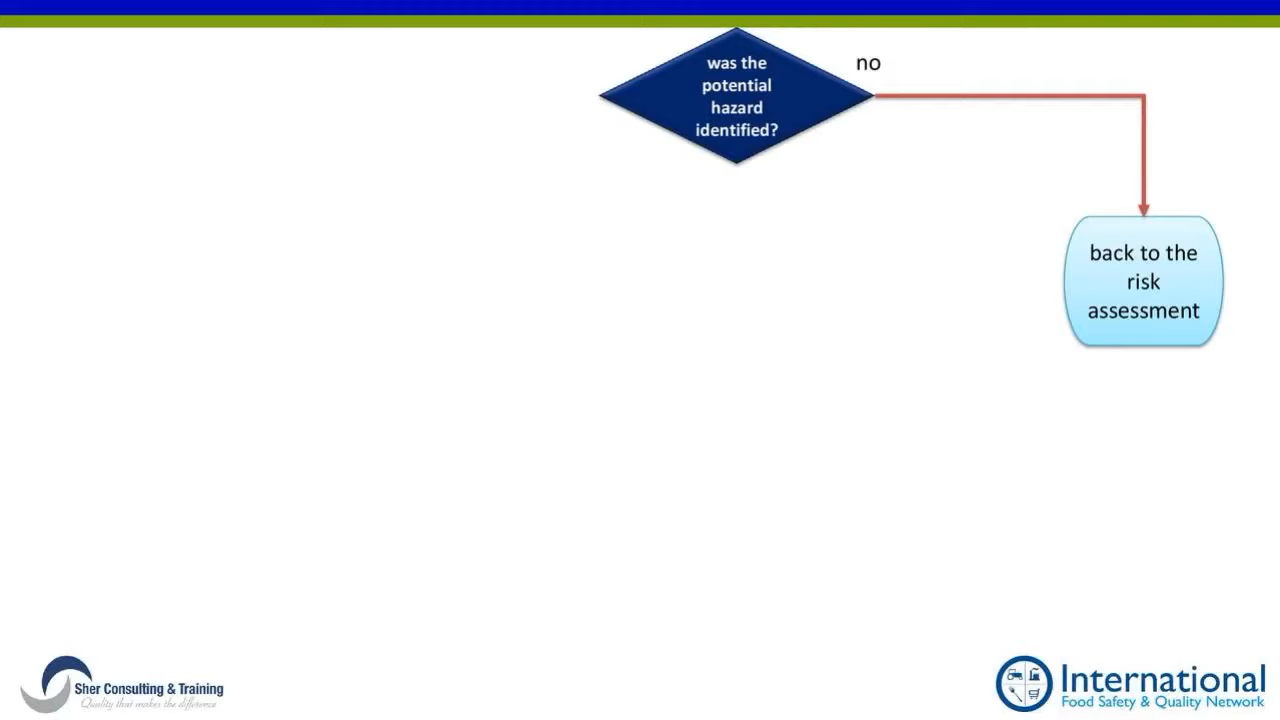 was the
potential
hazard
identified?
no
back to the
risk
assessment
Sher Consulting & Training
Quality that makes the difference
International
Food Safety & Quality Network